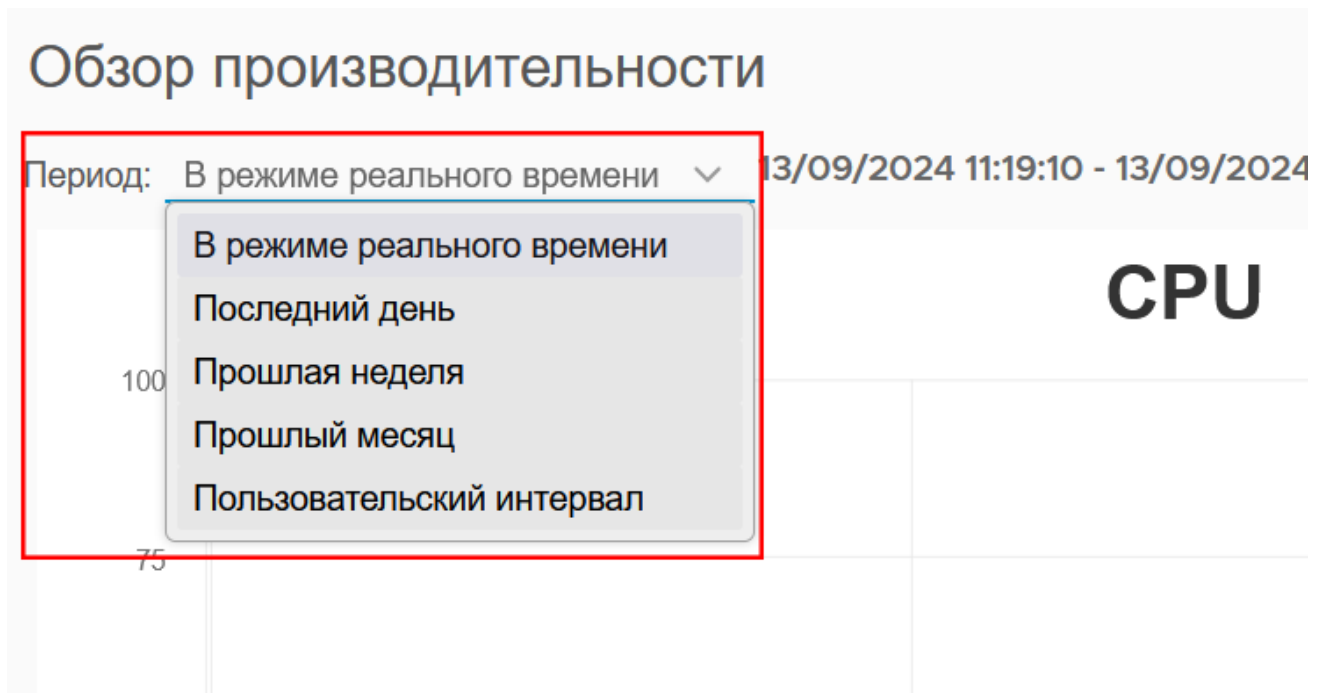 Обзор производительности
Период: В режиме реального времени 13/09/2024 11:19:10 - 13/09/2024
В режиме реального времени
CPU
Последний день
100
Прошлая неделя
Прошлый месяц
Пользовательский интервал
75